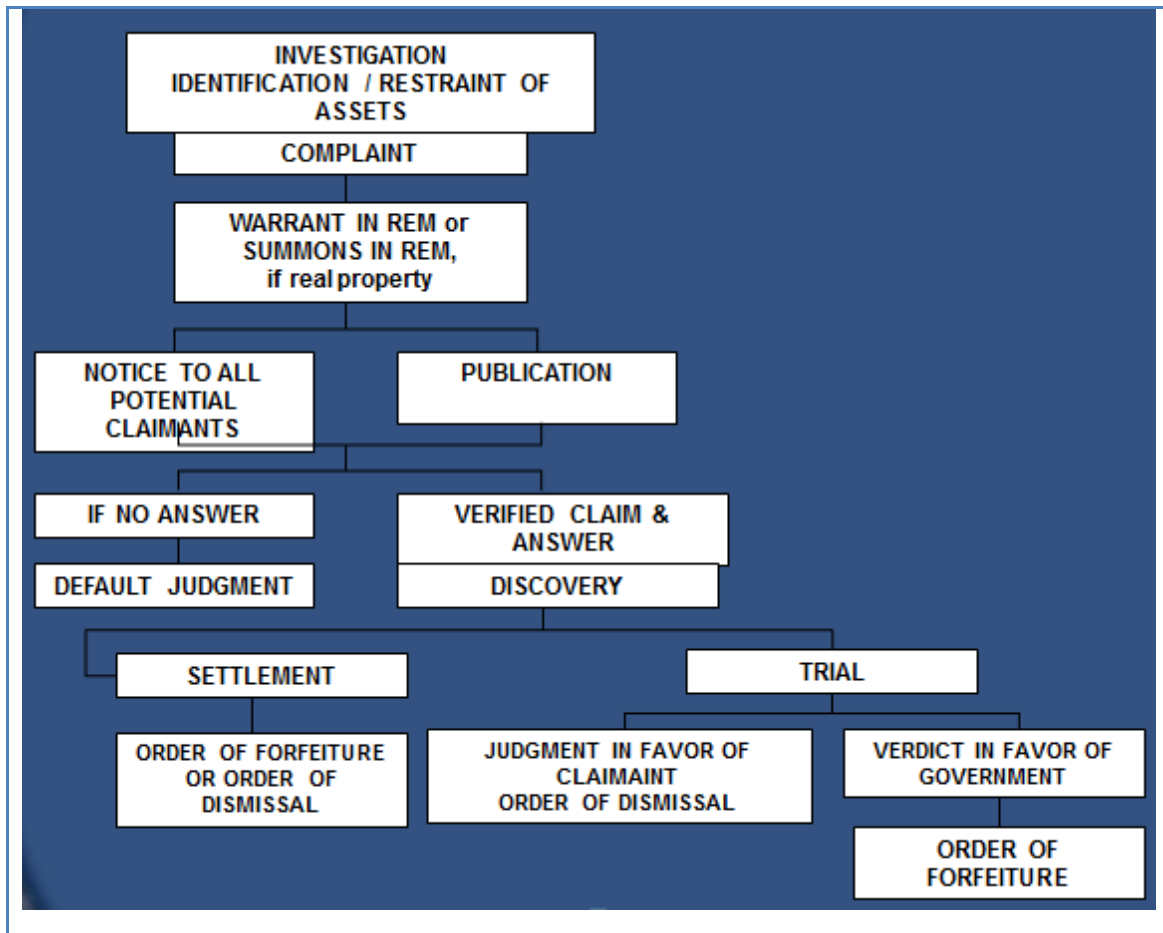 INVESTIGATION
IDENTIFICATION / RESTRAINT OF
ASSETS
COMPLAINT
WARRANT IN REM or
SUMMONS IN REM,
if real property
NOTICE TO ALL
POTENTIAL
CLAIMANTS
PUBLICATION
IF NO ANSWER
VERIFIED CLAIM &
ANSWER
DEFAULT JUDGMENT
DISCOVERY
SETTLEMENT
TRIAL
ORDER OF FORFEITURE
OR ORDER OF
DISMISSAL
JUDGMENT IN FAVOR OF
CLAIMAINT
ORDER OF DISMISSAL
VERDICT IN FAVOR OF
GOVERNMENT
ORDER OF
FORFEITURE